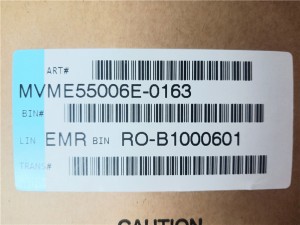 ART#
MVME55006E-0163
BIN#
LIN EMR BIN RO-B1000601
TRANS#
CAUTION